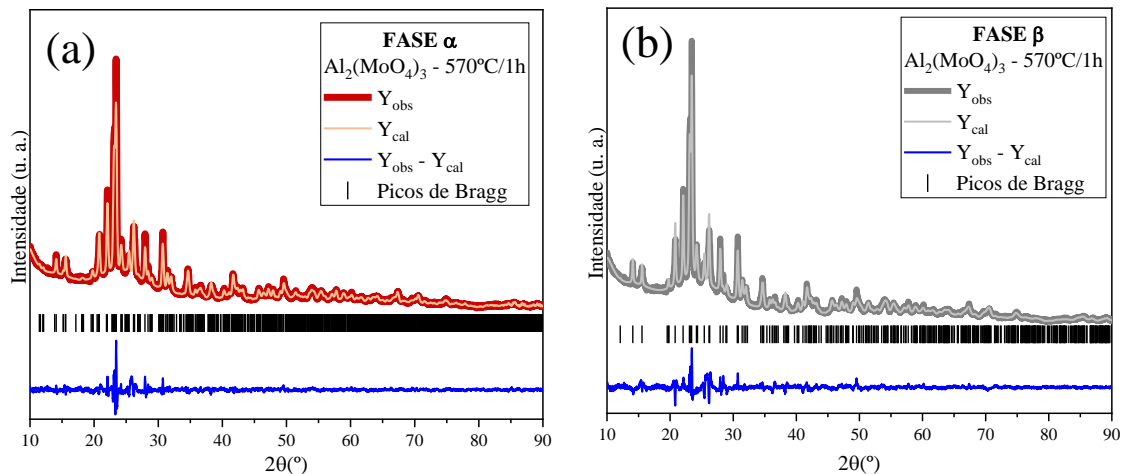 (a)
FASE α
Al2(MoO4)3 - 570ºC/1h
Yobs
Ycal
Yobs - Ycal
Picos de Bragg
Intensidade (u. a.)
10 20 30 40 50 60 70 80 90
2θ(º)
(b)
FASE β
Al2(MoO4)3 - 570ºC/1h
Yobs
Ycal
Yobs - Ycal
Picos de Bragg
Intensidade (u. a.)
10 20 30 40 50 60 70 80 90
2θ(º)